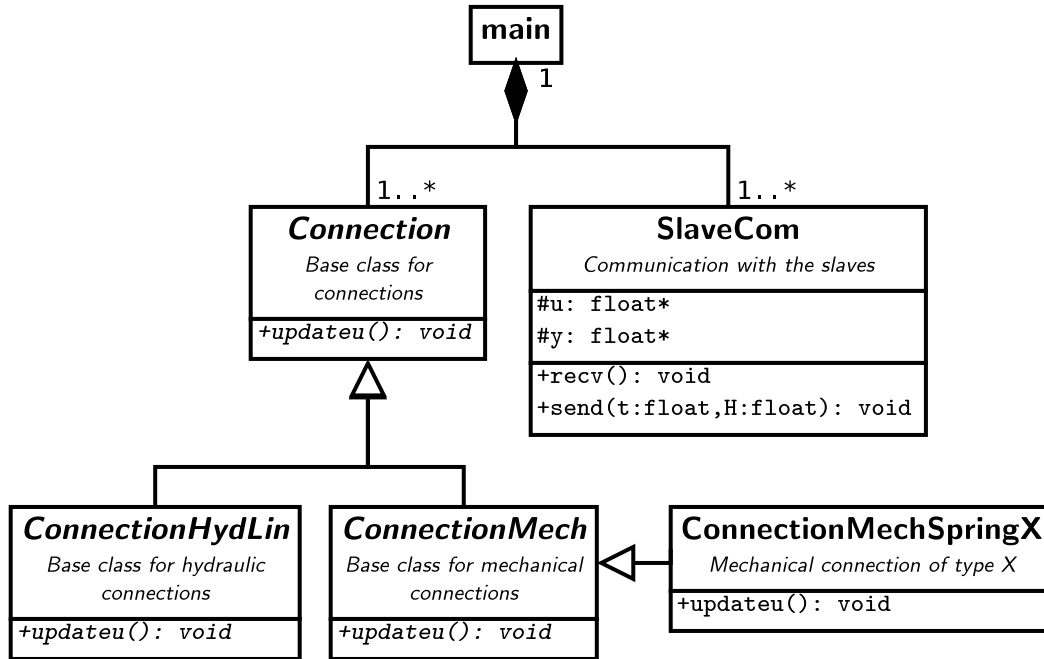 main
1
1..*
1..*
Connection
Base class for
connections
+updateu(): void
SlaveCom
Communication with the slaves
#u: float*
#y: float*
+recv(): void
+send(t:float,H:float): void
ConnectionHydLin
Base class for hydraulic
connections
+updateu(): void
ConnectionMech
Base class for mechanical
connections
+updateu(): void
ConnectionMechSpringX
Mechanical connection of type X
+updateu(): void